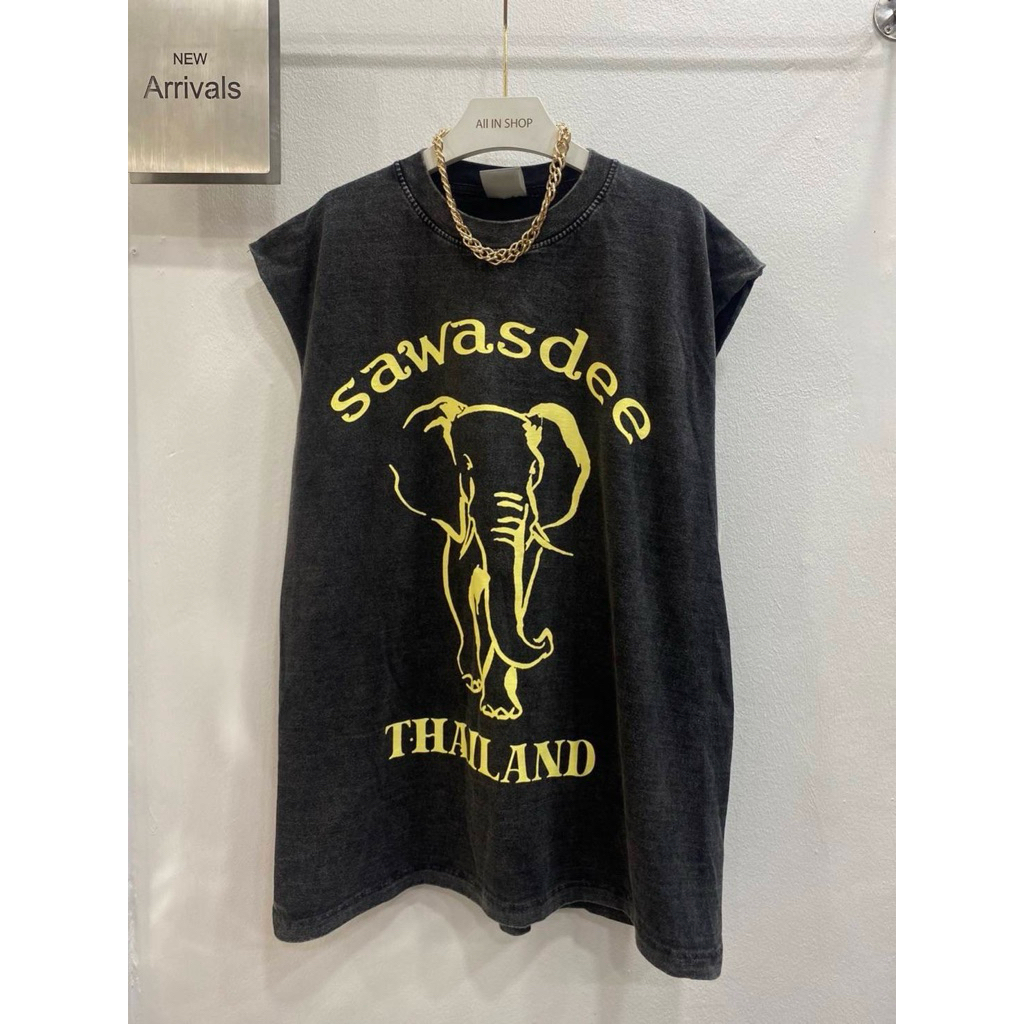 NEW
Arrivals
All IN SHOP
sawasdee
THAILAND